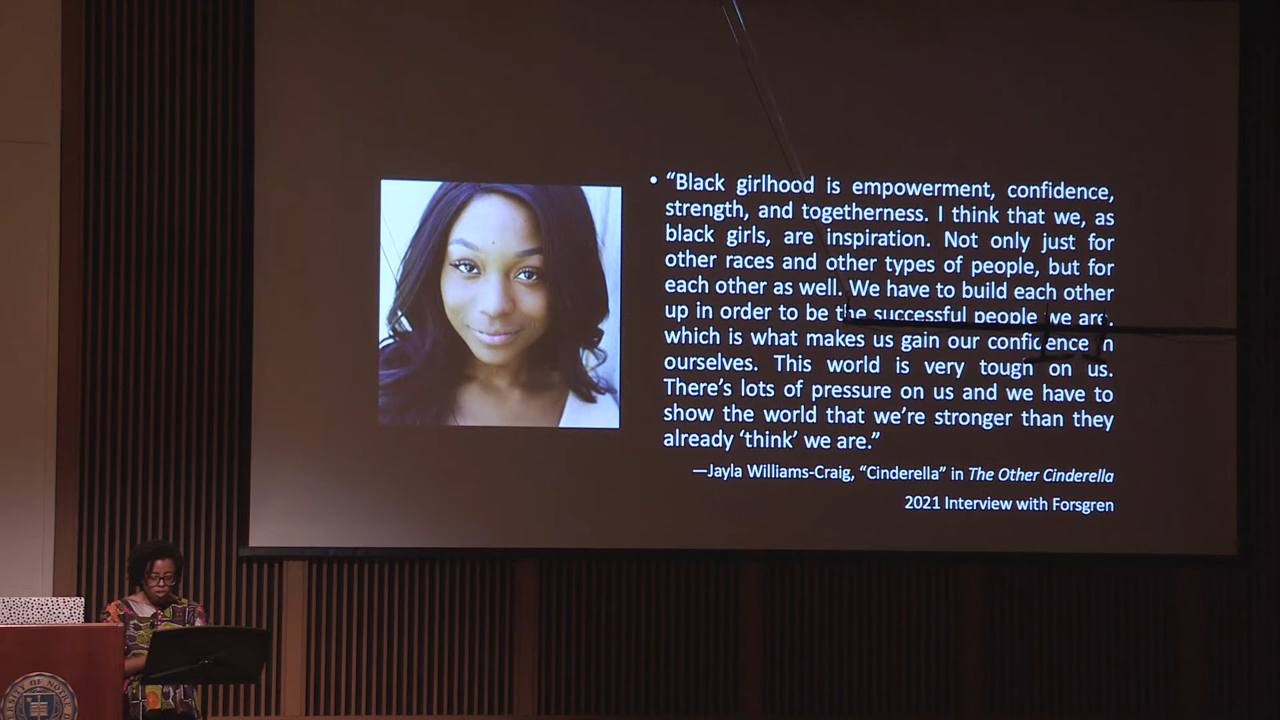 • “Black girlhood is empowerment, confidence,
strength, and togetherness. I think that we, as
black girls, are inspiration. Not only just for
other races and other types of people, but for
each other as well. We have to build each other
up in order to be the successful people we are,
which is what makes us gain our confidence in
ourselves. This world is very tough on us.
There’s lots of pressure on us and we have to
show the world that we’re stronger than they
already ‘think’ we are.”
—Jayla Williams-Craig, “Cinderella” in The Other Cinderella
2021 Interview with Forsgren
OF NOTRE